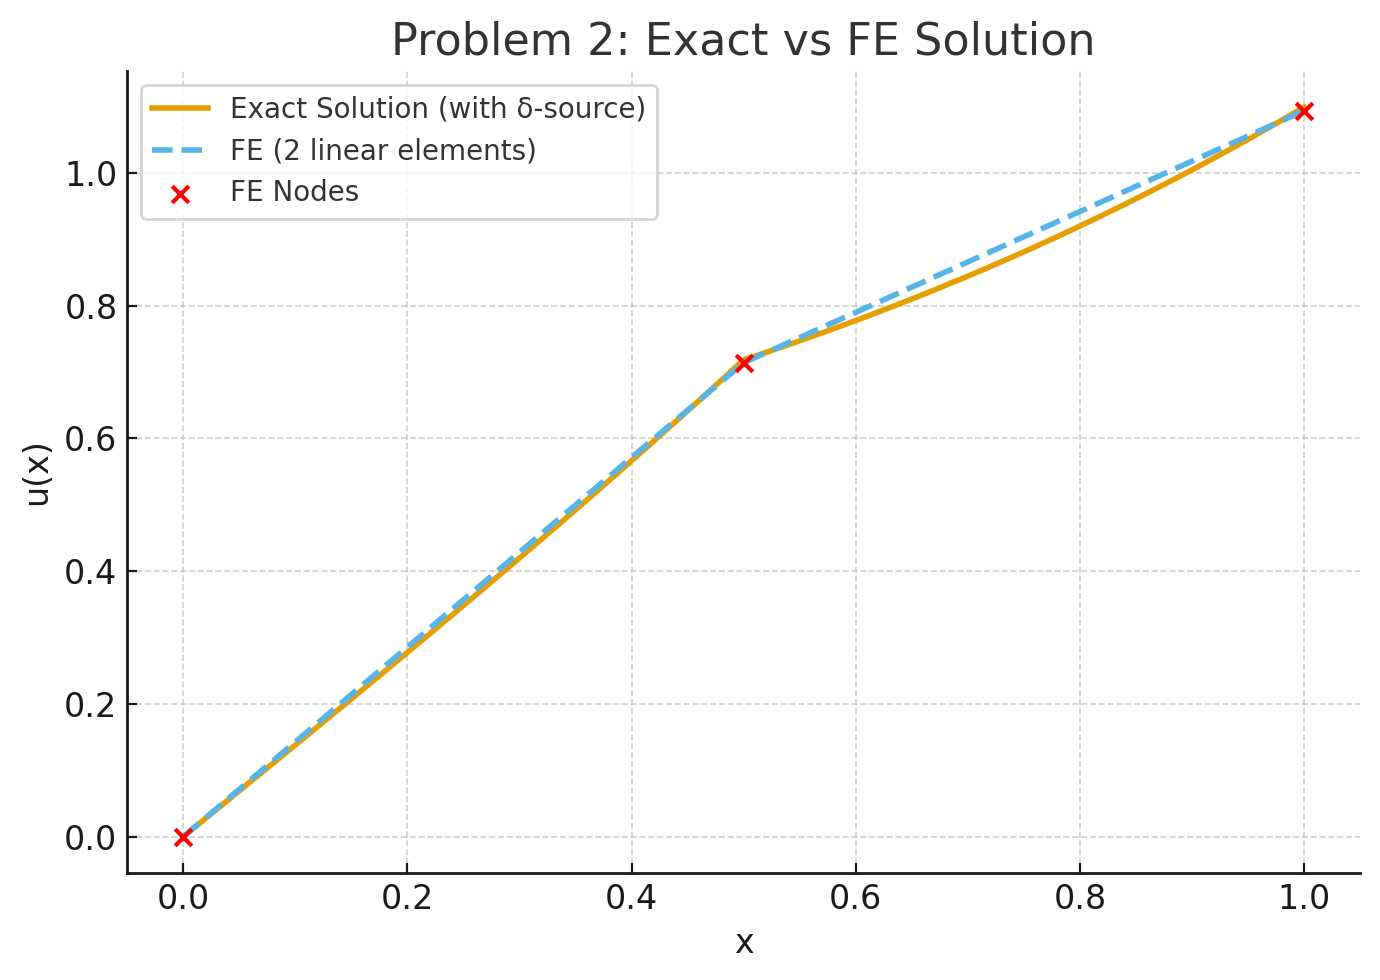 Problem 2: Exact vs FE Solution
Exact Solution (with δ-source)
FE (2 linear elements)
FE Nodes
1.0
0.8
0.6
0.4
0.2
0.0
u(x)
0.0 0.2 0.4 0.6 0.8 1.0
x